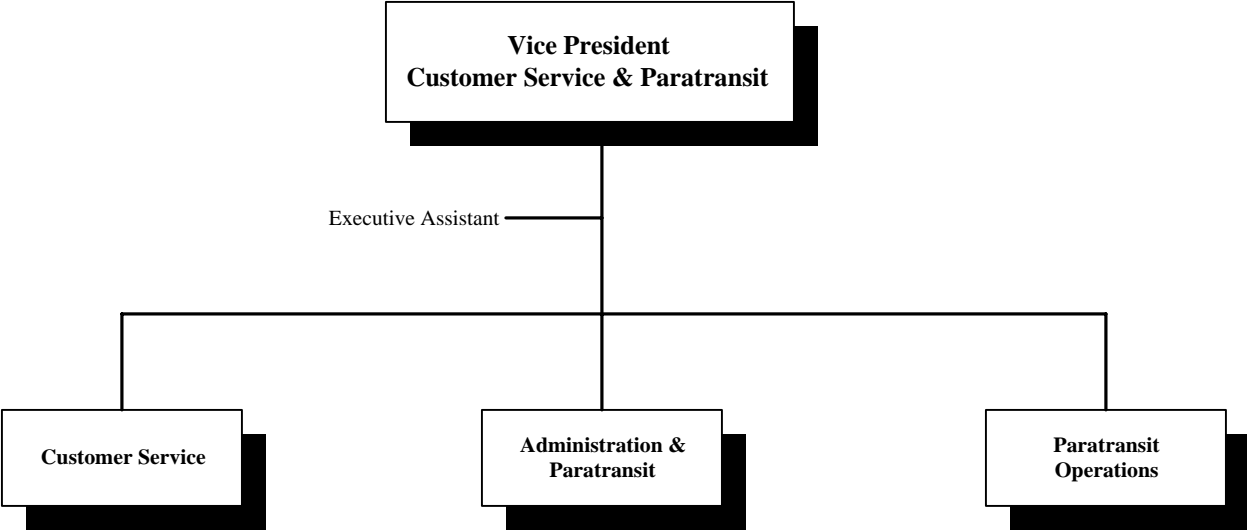 Vice President
Customer Service & Paratransit
Executive Assistant
Customer Service
Administration &
Paratransit
Paratransit
Operations